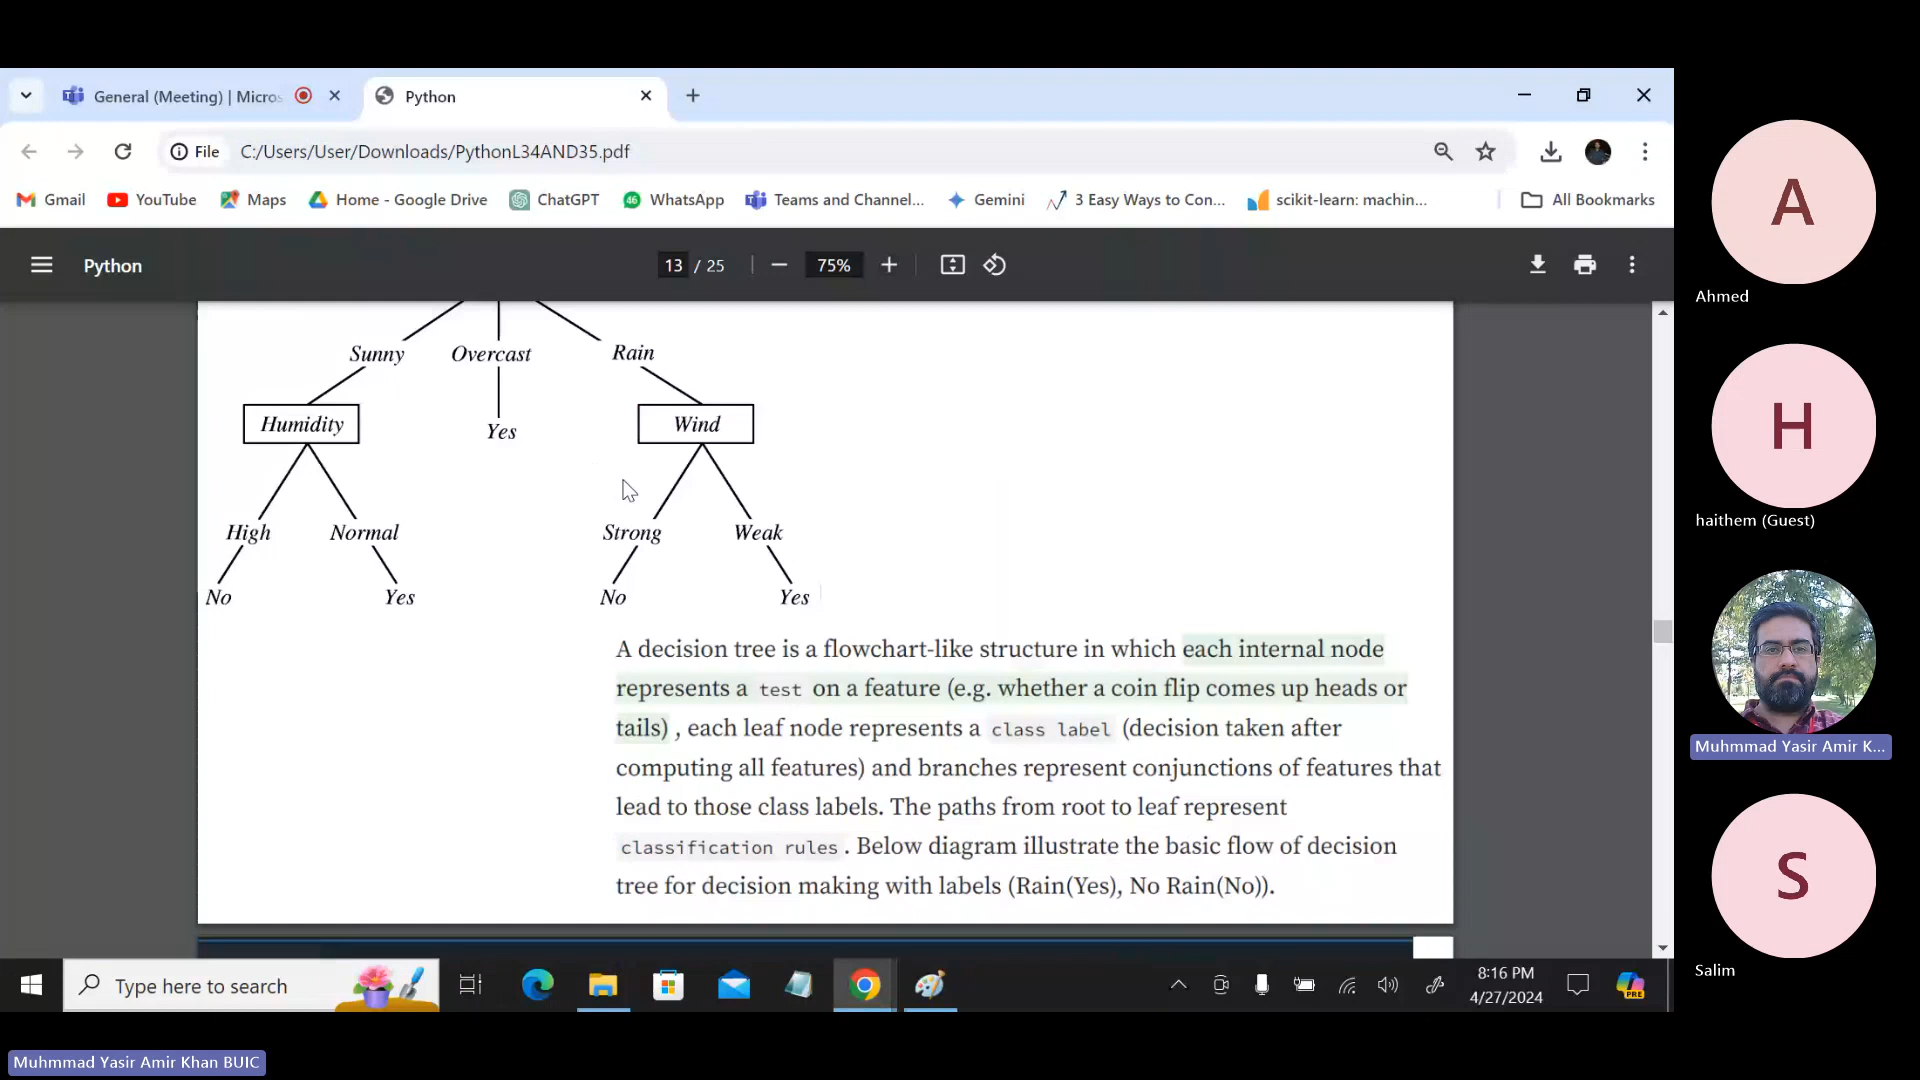 General (Meeting) | Micros
Python
File
C:/Users/User/Downloads/PythonL34AND35.pdf
Gmail
YouTube
Maps
Home - Google Drive
ChatGPT
46
WhatsApp
Teams and Channel...
Gemini
3 Easy Ways to Con...
scikit-learn: machin...
All Bookmarks
Python
13 / 25
75%
Sunny Overcast Rain
Humidity Yes Wind
High Normal Strong Weak
No Yes No Yes
A decision tree is a flowchart-like structure in which each internal node
represents a test on a feature (e.g. whether a coin flip comes up heads or
tails) , each leaf node represents a class label (decision taken after
computing all features) and branches represent conjunctions of features that
lead to those class labels. The paths from root to leaf represent
classification rules . Below diagram illustrate the basic flow of decision
tree for decision making with labels (Rain(Yes), No Rain(No)).
Type here to search
8:16 PM
4/27/2024
PRE
A
Ahmed
H
haithem (Guest)
Muhmmad Yasir Amir K...
S
Salim
Muhmmad Yasir Amir Khan BUIC